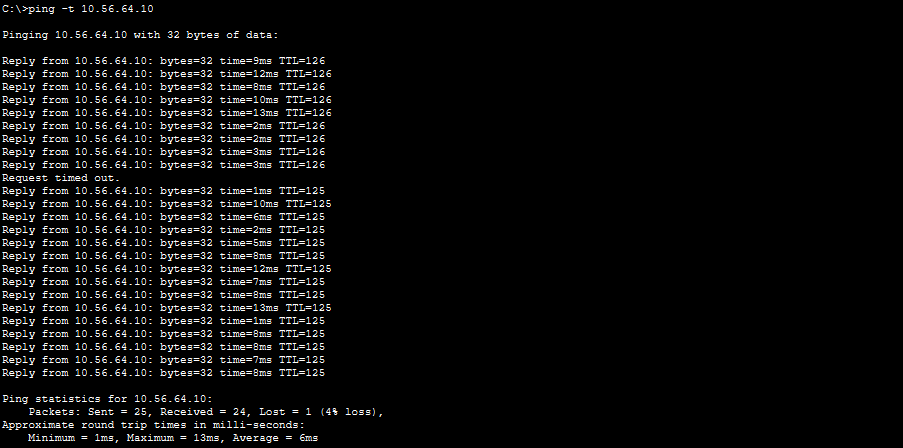 C:\>ping -t 10.56.64.10
Pinging 10.56.64.10 with 32 bytes of data:
Reply from 10.56.64.10: bytes=32 time=9ms TTL=126
Reply from 10.56.64.10: bytes=32 time=12ms TTL=126
Reply from 10.56.64.10: bytes=32 time=8ms TTL=126
Reply from 10.56.64.10: bytes=32 time=10ms TTL=126
Reply from 10.56.64.10: bytes=32 time=13ms TTL=126
Reply from 10.56.64.10: bytes=32 time=2ms TTL=126
Reply from 10.56.64.10: bytes=32 time=2ms TTL=126
Reply from 10.56.64.10: bytes=32 time=3ms TTL=126
Reply from 10.56.64.10: bytes=32 time=3ms TTL=126
Request timed out.
Reply from 10.56.64.10: bytes=32 time=1ms TTL=125
Reply from 10.56.64.10: bytes=32 time=10ms TTL=125
Reply from 10.56.64.10: bytes=32 time=6ms TTL=125
Reply from 10.56.64.10: bytes=32 time=2ms TTL=125
Reply from 10.56.64.10: bytes=32 time=5ms TTL=125
Reply from 10.56.64.10: bytes=32 time=8ms TTL=125
Reply from 10.56.64.10: bytes=32 time=12ms TTL=125
Reply from 10.56.64.10: bytes=32 time=7ms TTL=125
Reply from 10.56.64.10: bytes=32 time=8ms TTL=125
Reply from 10.56.64.10: bytes=32 time=13ms TTL=125
Reply from 10.56.64.10: bytes=32 time=1ms TTL=125
Reply from 10.56.64.10: bytes=32 time=8ms TTL=125
Reply from 10.56.64.10: bytes=32 time=8ms TTL=125
Reply from 10.56.64.10: bytes=32 time=7ms TTL=125
Reply from 10.56.64.10: bytes=32 time=8ms TTL=125
Ping statistics for 10.56.64.10:
Packets: Sent = 25, Received = 24, Lost = 1 (4% loss),
Approximate round trip times in milli-seconds:
Minimum = 1ms, Maximum = 13ms, Average = 6ms